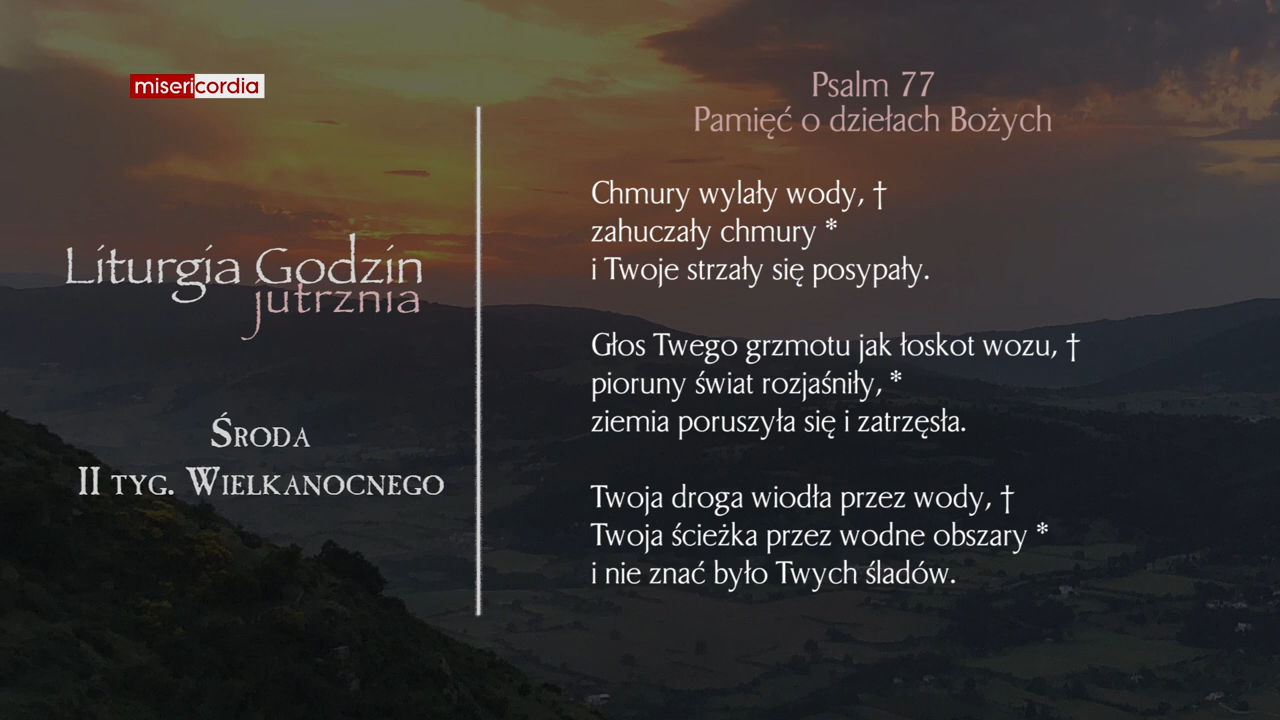 misericordia
Liturgia Godzin
jutrznia
Środa
II tyg. Wielkanocnego
Psalm 77
Pamięć o dziełach Bożych
Chmury wylały wody, †
zahuczały chmury *
i Twoje strzały się posypały.
Głos Twego grzmotu jak łoskot wozu, †
pioruny świat rozjaśniły, *
ziemia poruszyła się i zatrzęsła.
Twoja droga wiodła przez wody, †
Twoja ścieżka przez wodne obszary *
i nie znać było Twych śladów.